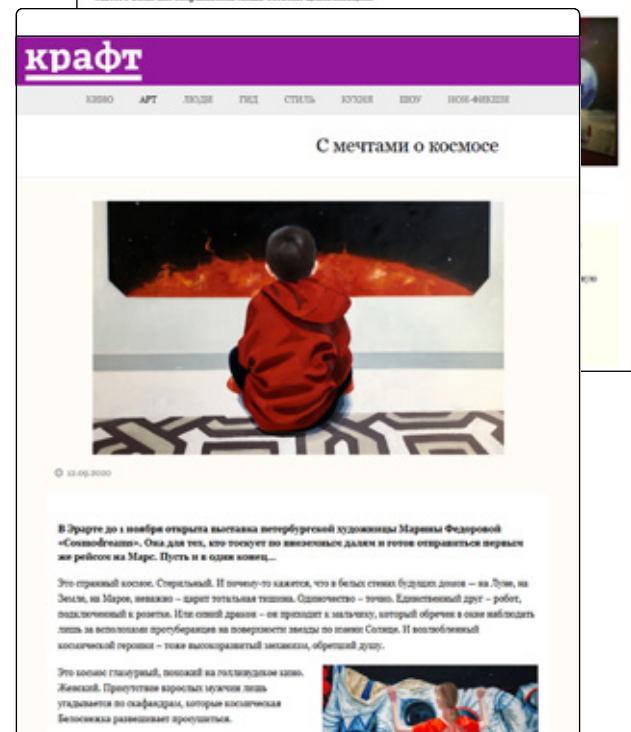 крафт
КИНО АРТ ЛЮДИ ГИД СТИЛЬ КУХНЯ ШОУ НОН-ФИКШН
С мечтами о космосе
12.09.2020
В Эрарте до 1 ноября открыта выставка петербургской художницы Марины Федоровой
«Cosmodreams». Она для тех, кто тоскует по внеземным далям и готов отправиться первым
же рейсом на Марс. Пусть и в один конец...
Это странный космос. Стерильный. И почему-то кажется, что в белых стенах будущих домов – на Луне, на
Земле, на Марсе, неважно – царит тотальная тишина. Одиночество – точно. Единственный друг – робот,
подключенный к розетке. Или синий дракон – он приходит к мальчику, который обречен в окне наблюдать
лишь за всполохами протуберанцев на поверхности звезды по имени Солнце. И возлюбленный
космической героини – тоже высокоразвитый механизм, обретший душу.
Это космос гламурный, похожий на голливудское кино.
Женский. Присутствие взрослых мужчин лишь
угадывается по скафандрам, которые космическая
Белоснежка развешивает просушиться.